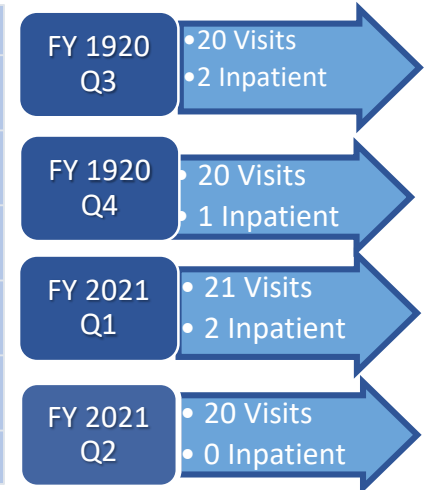 FY 1920
Q3
•20 Visits
•2 Inpatient
FY 1920
Q4
• 20 Visits
• 1 Inpatient
FY 2021
Q1
• 21 Visits
• 2 Inpatient
FY 2021
Q2
• 20 Visits
• 0 Inpatient